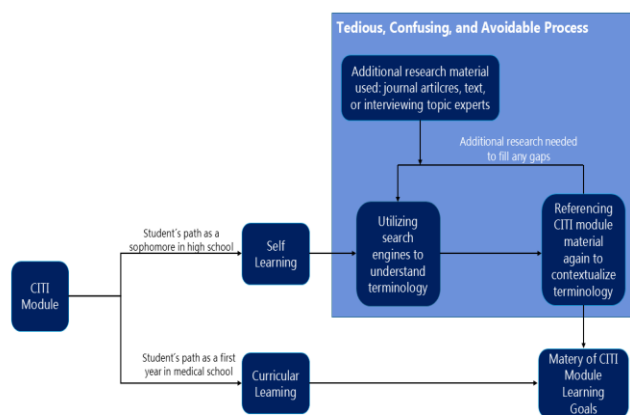 Tedious, Confusing, and Avoidable Process
Additional research material
used: journal artilcres, text,
or interviewing topic experts
Additional research needed
to fill any gaps
Utilizing
search
engines to
understand
terminology
Referencing
CITI module
material
again to
contextualize
terminology
Student´s path as a
sophomore in high school
Self
Learning
CITI
Module
Student´s path as a first
year in medical school
Curricular
Learning
Matery of CITI
Module
Learning
Goals